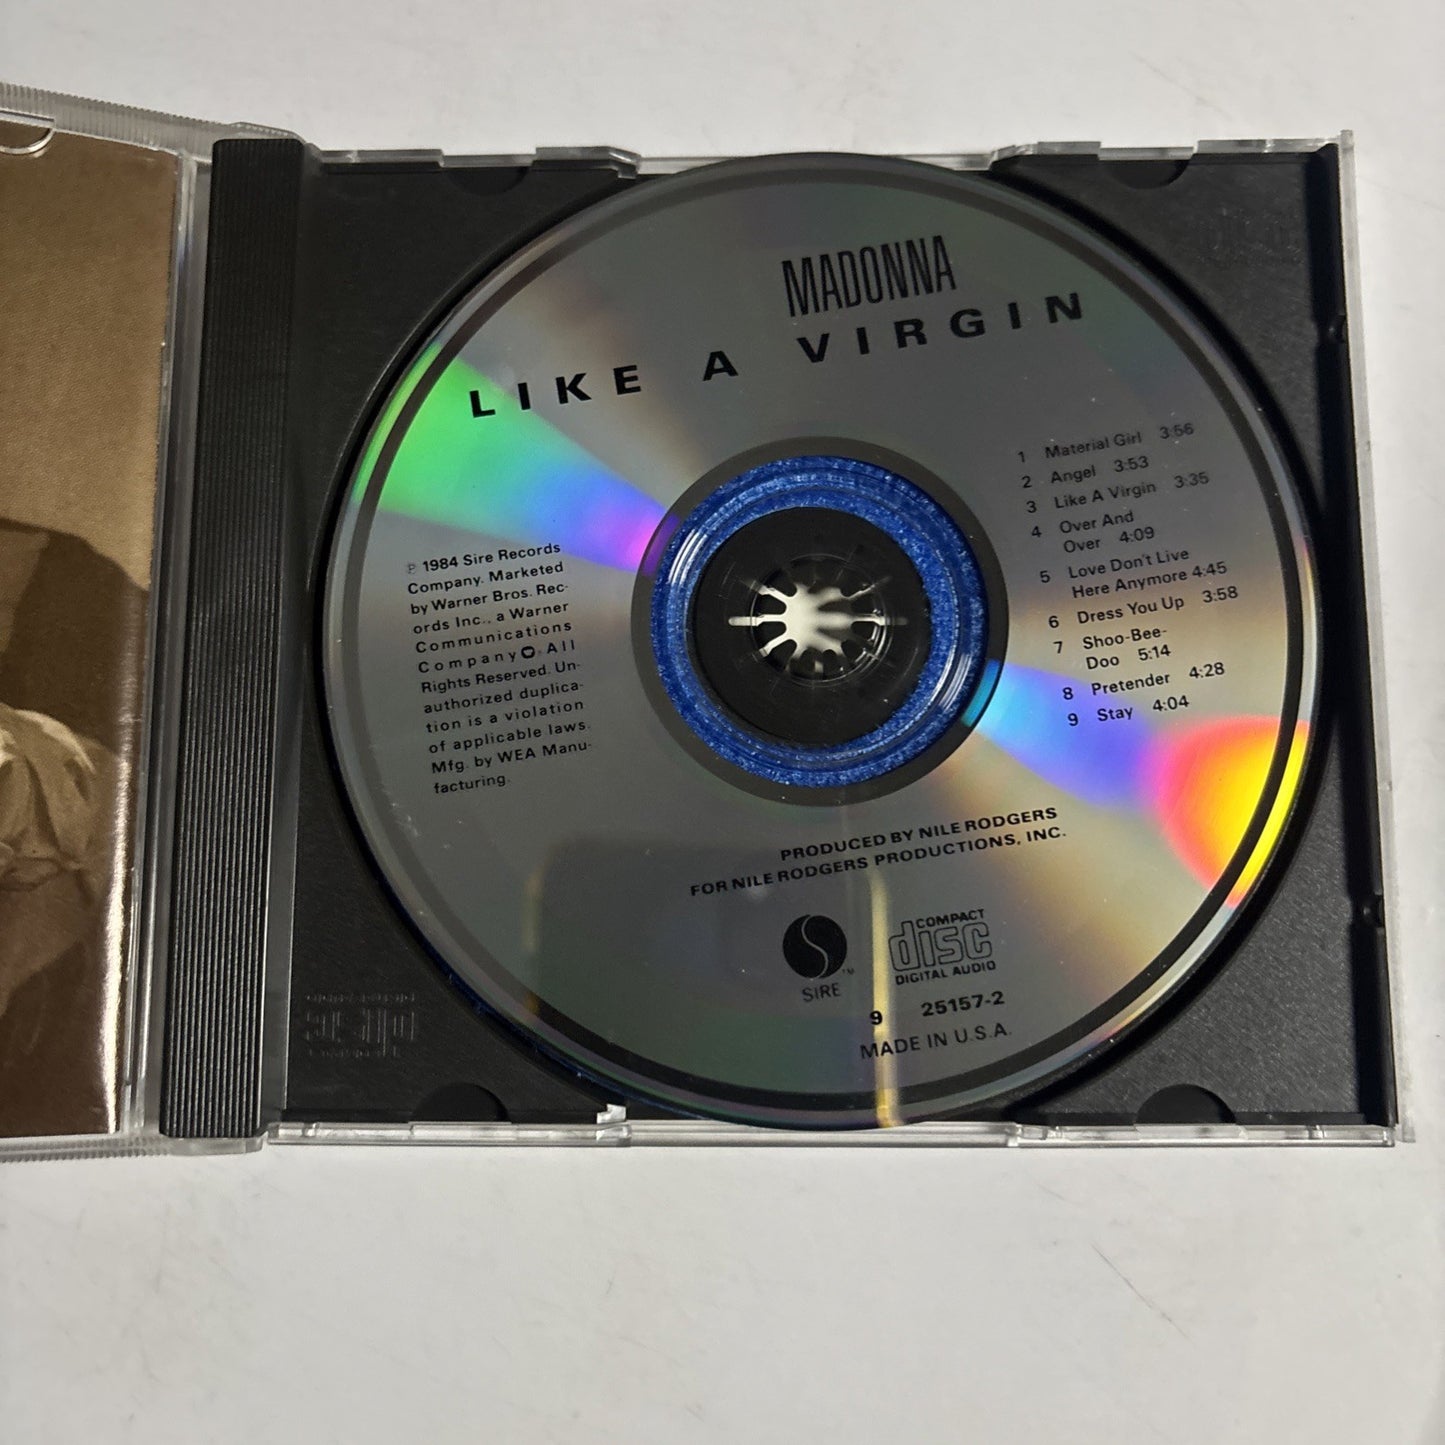 MADONNA
LIKE A VIRGIN
1 Material Girl 3:56
2 Angel 3:53
3 Like A Virgin 3:35
4 Over And
Over 4:09
5 Love Don't Live
Here Anymore 4:45
6 Dress You Up 3:58
7 Shoo-Bee-
Doo 5:14
8 Pretender 4:28
9 Stay 4:04
℗ 1984 Sire Records
Company. Marketed
by Warner Bros. Rec-
ords Inc., a Warner
Communications
Company. All
Rights Reserved. Un-
authorized duplica-
tion is a violation
of applicable laws.
Mfg. by WEA Manu-
facturing.
PRODUCED BY NILE RODGERS
FOR NILE RODGERS PRODUCTIONS, INC.
SIRE
TM
COMPACT
disc
DIGITAL AUDIO
9 25157-2
MADE IN U.S.A.